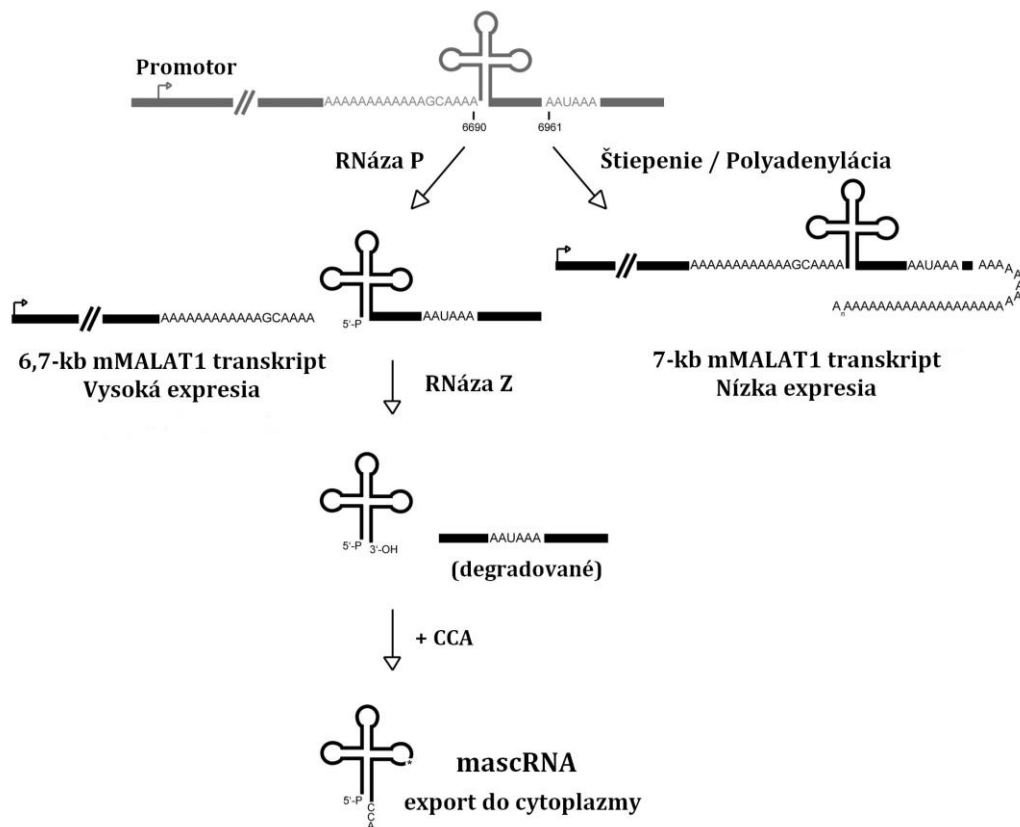 Promotor
AAAAAAAAAAAAGCAAAA
AAUAAA
6690
6961
RNáza P
Štiepenie / Polyadenylácia
AAAAAAAAAAAAGCAAAA
5'-P
AAUAAA
6,7-kb mMALAT1 transkript
Vysoká expresia
AAAAAAAAAAAAGCAAAA
AAUAAA
AAAAAAAA
AnAAAAAAAAAAAAAAAAAAA
7-kb mMALAT1 transkript
Nízka expresia
RNáza Z
5'-P
3'-OH
AAUAAA
(degradované)
+ CCA
*
5'-P
CCA
mascRNA
export do cytoplazmy